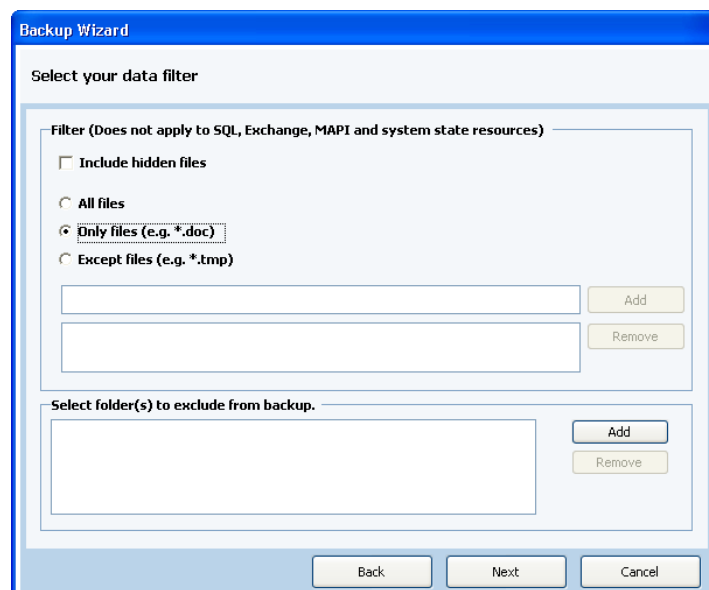 Backup Wizard
Select your data filter
Filter (Does not apply to SQL, Exchange, MAPI and system state resources)
Include hidden files
All files
Only files (e.g. *.doc)
Except files (e.g. *.tmp)
Add
Remove
Select folder(s) to exclude from backup.
Add
Remove
Back Next Cancel